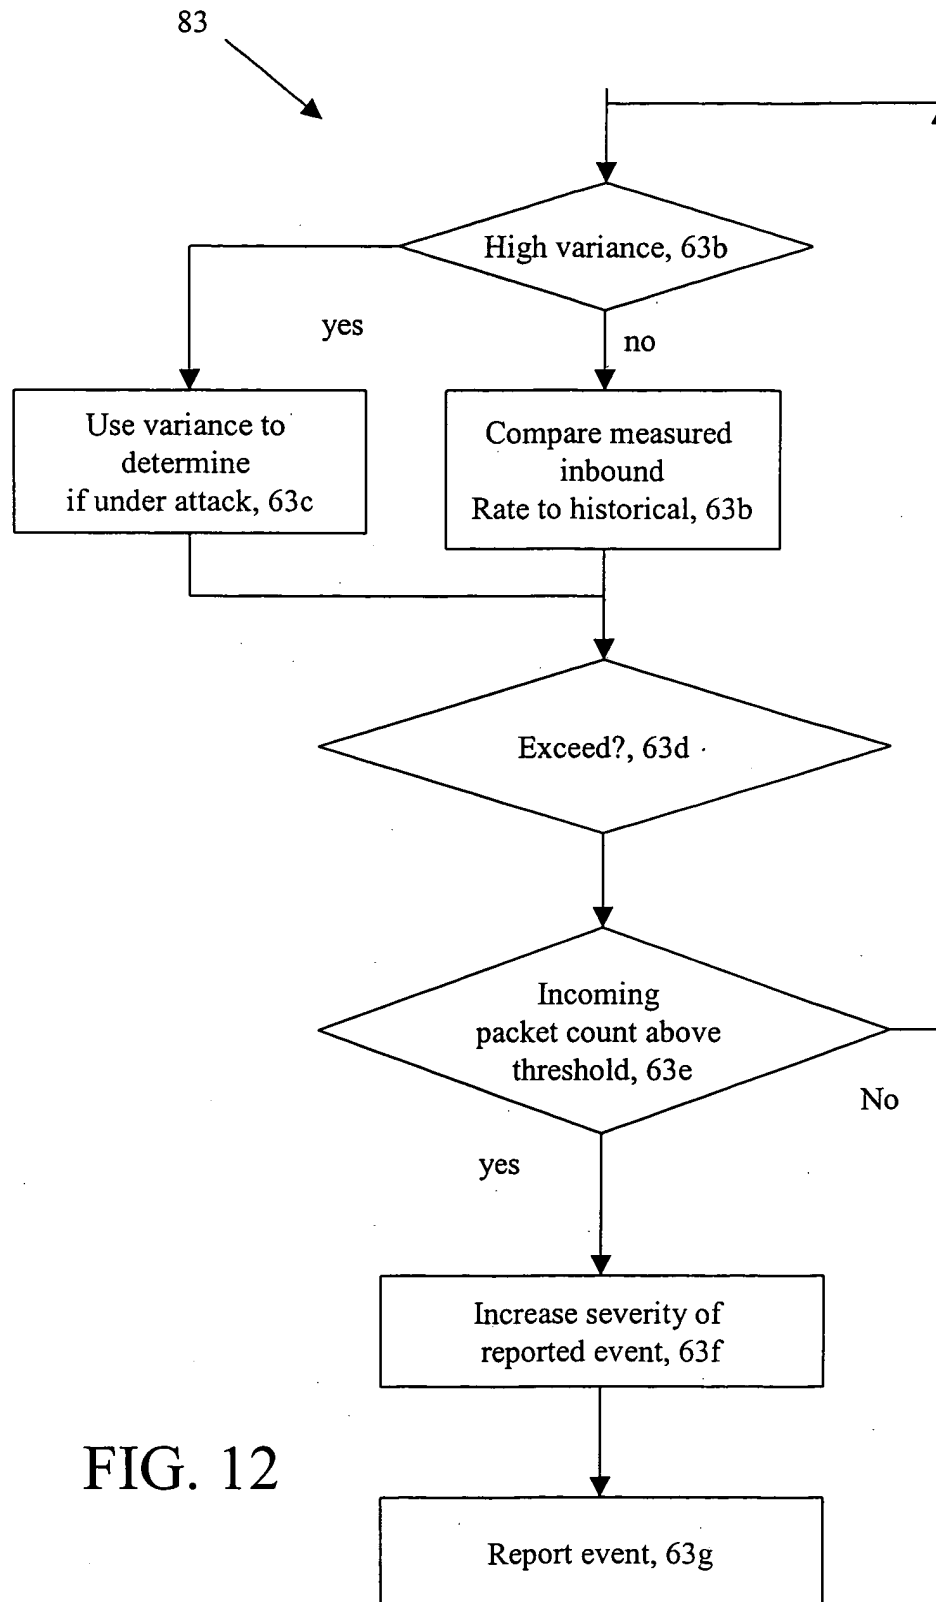 83
High variance, 63b
yes
no
Use variance to
determine
if under attack, 63c
Compare measured
inbound
Rate to historical, 63b
Exceed?, 63d
Incoming
packet count above
threshold, 63e
No
yes
Increase severity of
reported event, 63f
FIG. 12
Report event, 63g